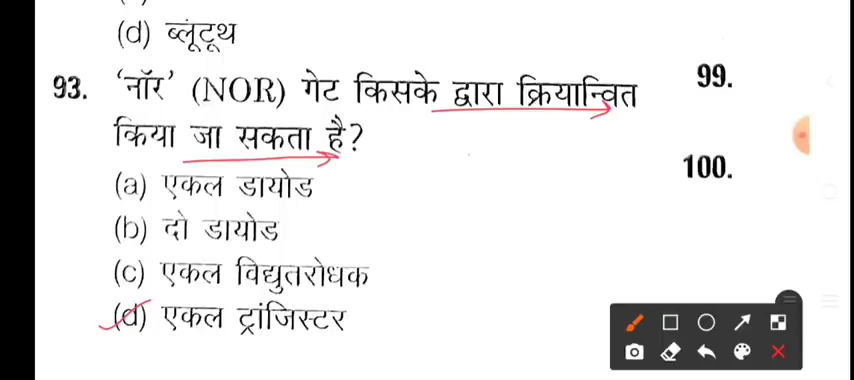 (d) ब्लूटूथ
93. 'नॉर' (NOR) गेट किसके द्वारा क्रियान्वित
किया जा सकता है?
(a) एकल डायोड
(b) दो डायोड
(c) एकल विद्युतरोधक
(d) एकल ट्रांजिस्टर
99.
100.